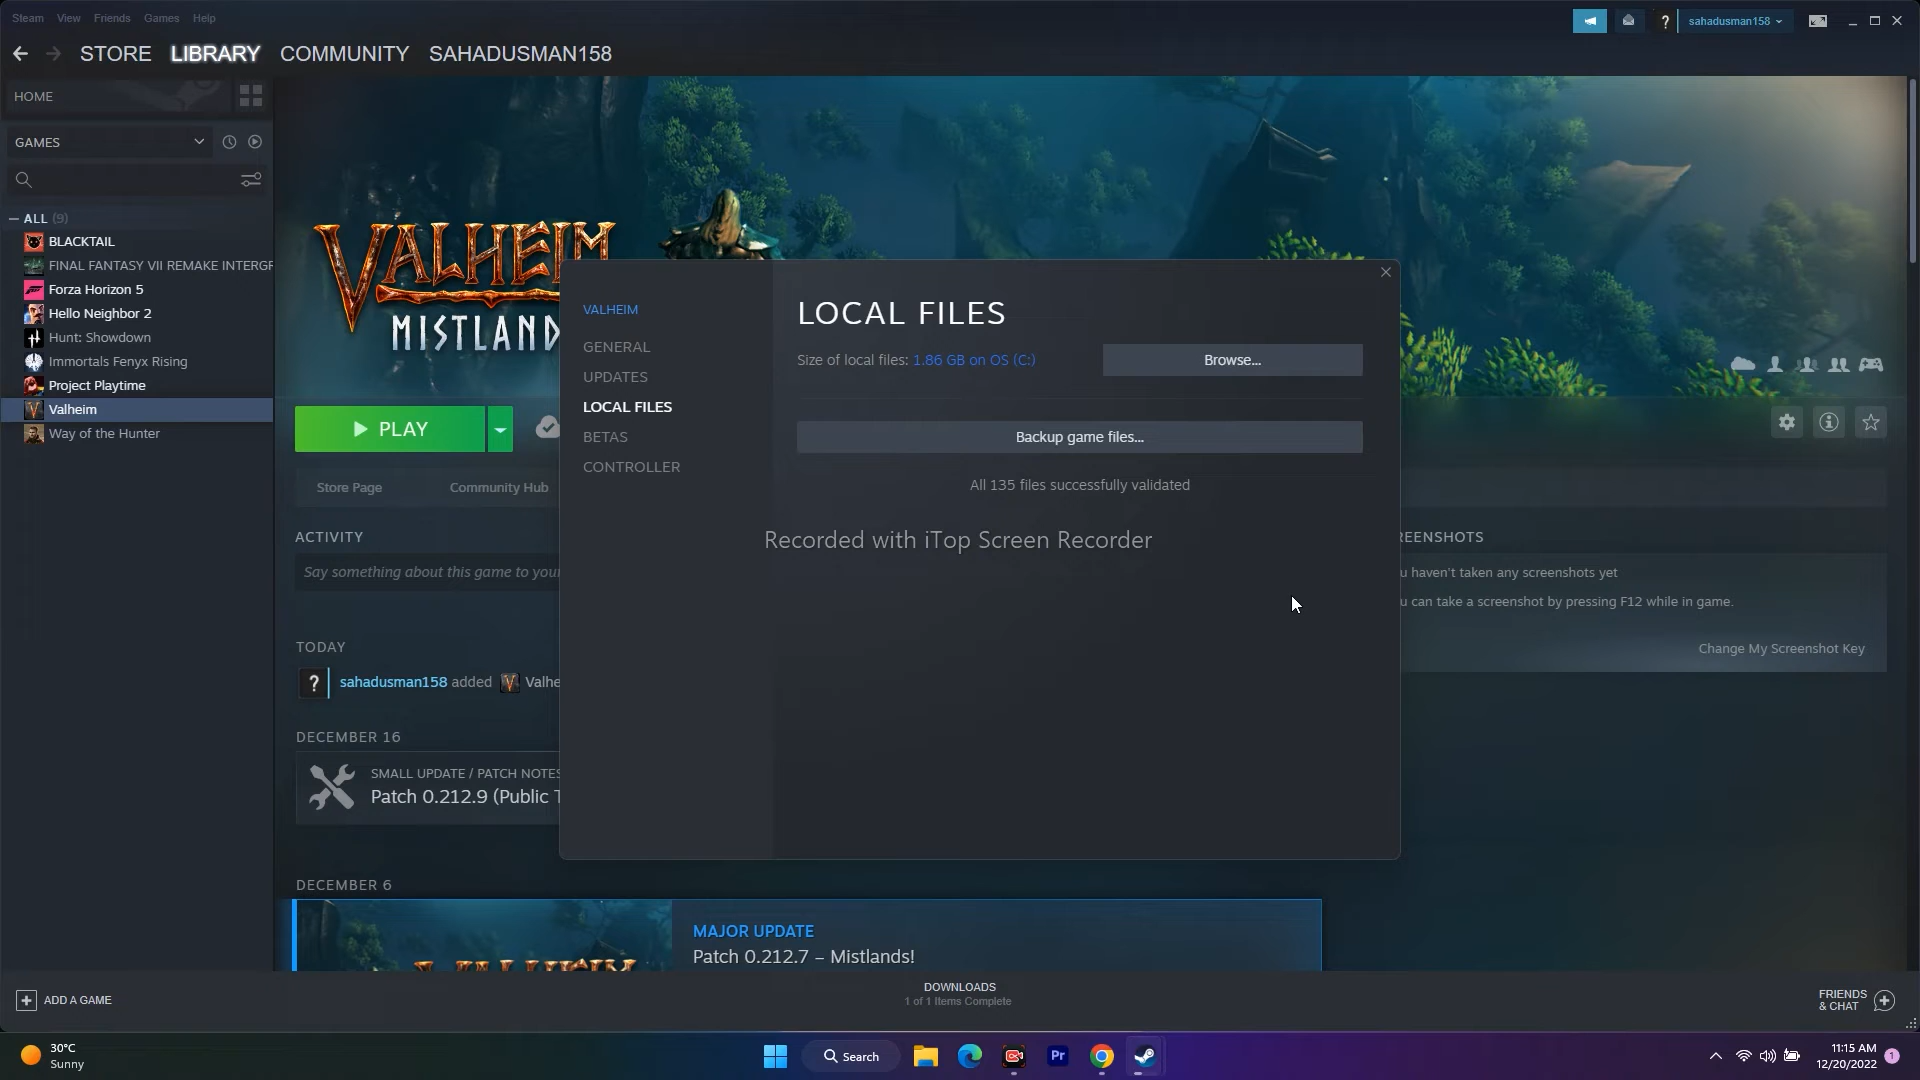 Steam View Friends Games Help
sahadusman158
STORE LIBRARY COMMUNITY SAHADUSMAN158
HOME
GAMES
ALL (9)
BLACKTAIL
FINAL FANTASY VII REMAKE INTERGR
Forza Horizon 5
Hello Neighbor 2
Hunt: Showdown
Immortals Fenyx Rising
Project Playtime
Valheim
Way of the Hunter
VALHEIM
MISTLAND
PLAY
Store Page Community Hub
ACTIVITY
Say something about this game to your
TODAY
? sahadusman158 added Valhe
DECEMBER 16
SMALL UPDATE / PATCH NOTES
Patch 0.212.9 (Public T
DECEMBER 6
MAJOR UPDATE
Patch 0.212.7 – Mistlands!
VALHEIM
GENERAL
UPDATES
LOCAL FILES
BETAS
CONTROLLER
LOCAL FILES
Size of local files: 1.86 GB on OS (C:)
Browse...
Backup game files...
All 135 files successfully validated
Recorded with iTop Screen Recorder
REENSHOTS
u haven't taken any screenshots yet
u can take a screenshot by pressing F12 while in game.
Change My Screenshot Key
ADD A GAME
DOWNLOADS
1 of 1 Items Complete
FRIENDS
& CHAT
30°C
Sunny
Search
Pr
11:15 AM
12/20/2022
1